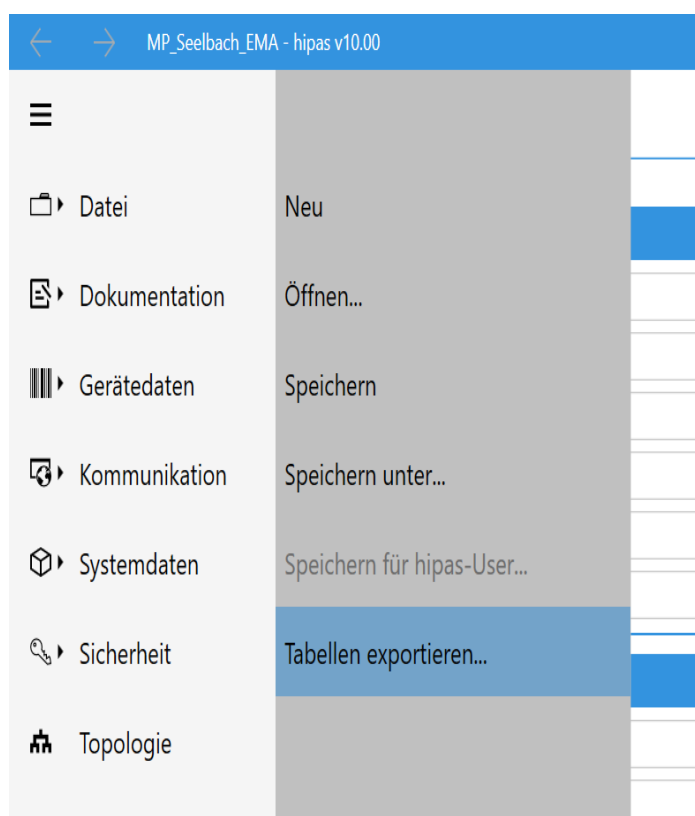 MP_Seelbach_EMA - hipas v10.00
Datei
Dokumentation
Gerätedaten
Kommunikation
Systemdaten
Sicherheit
Topologie
Neu
Öffnen...
Speichern
Speichern unter...
Speichern für hipas-User...
Tabellen exportieren...